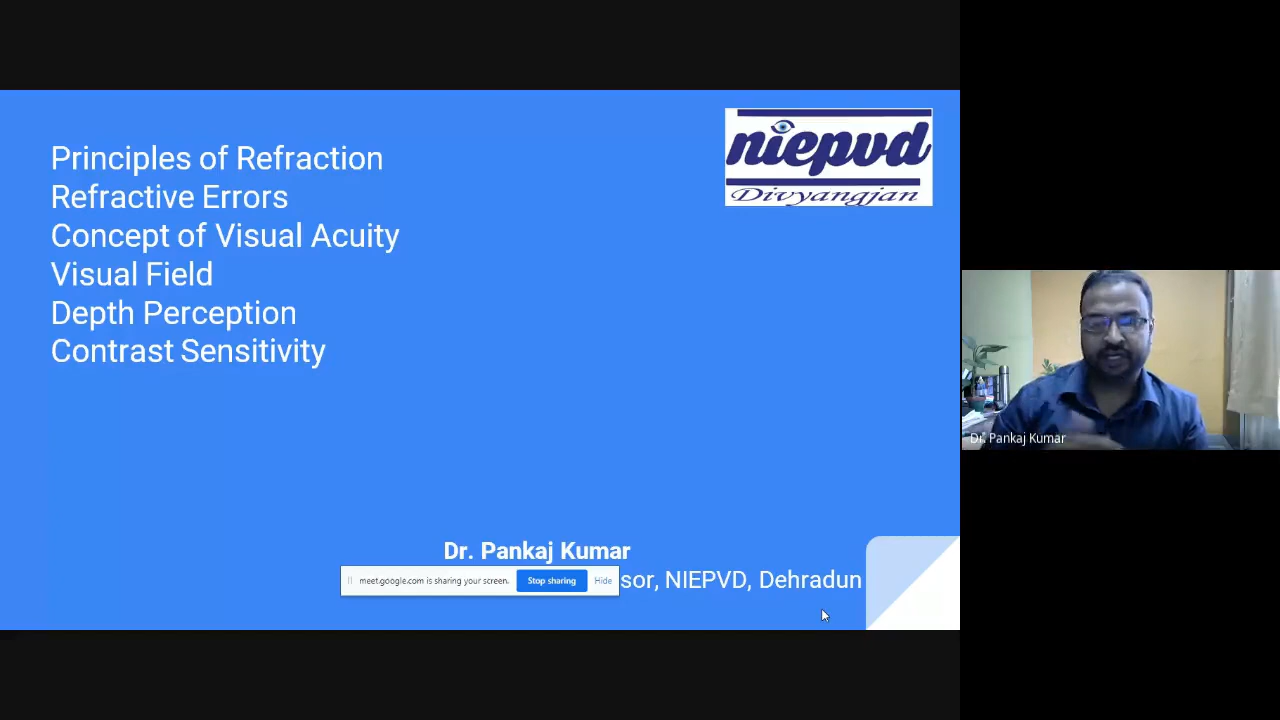 Principles of Refraction
Refractive Errors
Concept of Visual Acuity
Visual Field
Depth Perception
Contrast Sensitivity
niepvd
Divyangjan
Dr. Pankaj Kumar
meet.google.com is sharing your screen. Stop sharing Hide
sor, NIEPVD, Dehradun
Dr. Pankaj Kumar